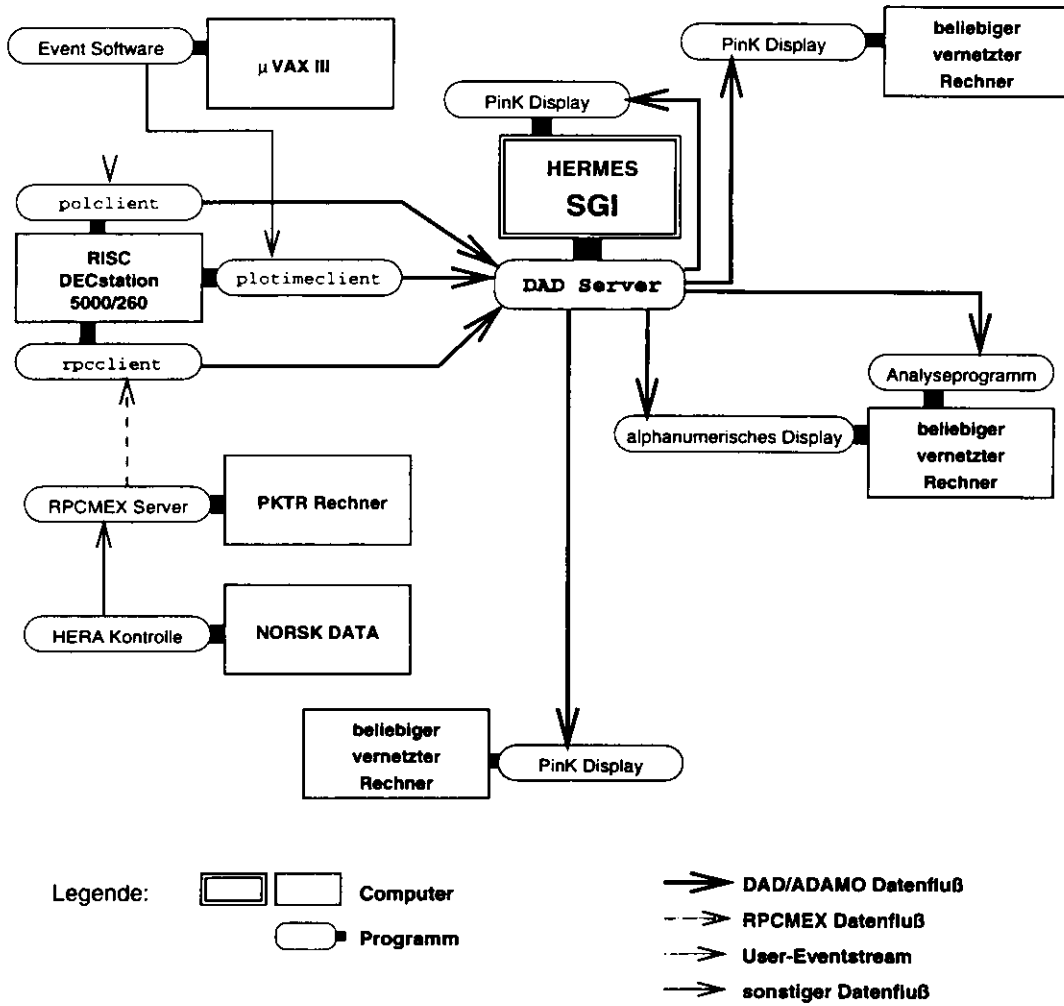 Event Software
μ VAX III
PinK Display
beliebiger
vernetzter
Rechner
PinK Display
HERMES
SGI
polclient
RISC
DECstation
5000/260
plotimeclient
DAD Server
rpcclient
Analyseprogramm
alphanumerisches Display
beliebiger
vernetzter
Rechner
RPCMEX Server
PKTR Rechner
HERA Kontrolle
NORSK DATA
beliebiger
vernetzter
Rechner
PinK Display
Legende:
Computer
Programm
DAD/ADAMO Datenfluß
RPCMEX Datenfluß
User-Eventstream
sonstiger Datenfluß